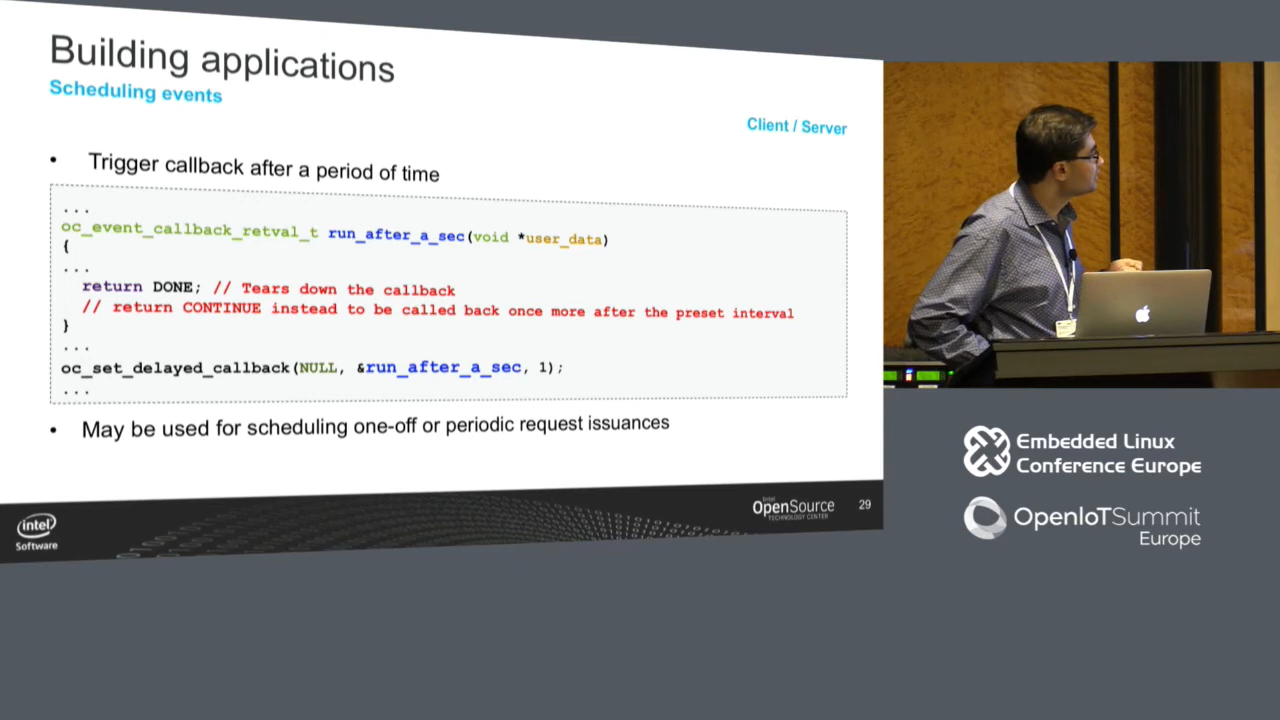 Building applications
Scheduling events
Client / Server
• Trigger callback after a period of time
...
oc_event_callback_retval_t run_after_a_sec(void *user_data)
{
...
return DONE; // Tears down the callback
// return CONTINUE instead to be called back once more after the preset interval
}
...
oc_set_delayed_callback(NULL, &run_after_a_sec, 1);
...
• May be used for scheduling one-off or periodic request issuances
intel
Software
Intel
OpenSource
TECHNOLOGY CENTER
29
Embedded Linux
Conference Europe
OpenIoTSummit
Europe